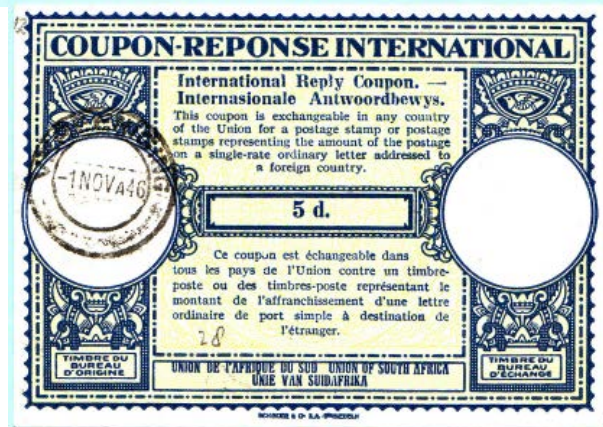 COUPON-REPONSE INTERNATIONAL
International Reply Coupon. —
Internasionale Antwoordbewys.
This coupon is exchangeable in any country
of the Union for a postage stamp or postage
stamps representing the amount of the postage
on a single-rate ordinary letter addressed to
a foreign country.
-1NOVA46
5 d.
Ce coupon est échangeable dans
tous les pays de l'Union contre un timbre-
poste ou des timbres-poste représentant le
montant de l'affranchissement d'une lettre
ordinaire de port simple à destination de
l'étranger.
28
TIMBRE DU
BUREAU
D'ORIGINE
UNION DE L'AFRIQUE DU SUD UNION OF SOUTH AFRICA
UNIE VAN SUIDAFRIKA
TIMBRE DU
BUREAU
D'ÉCHANGE